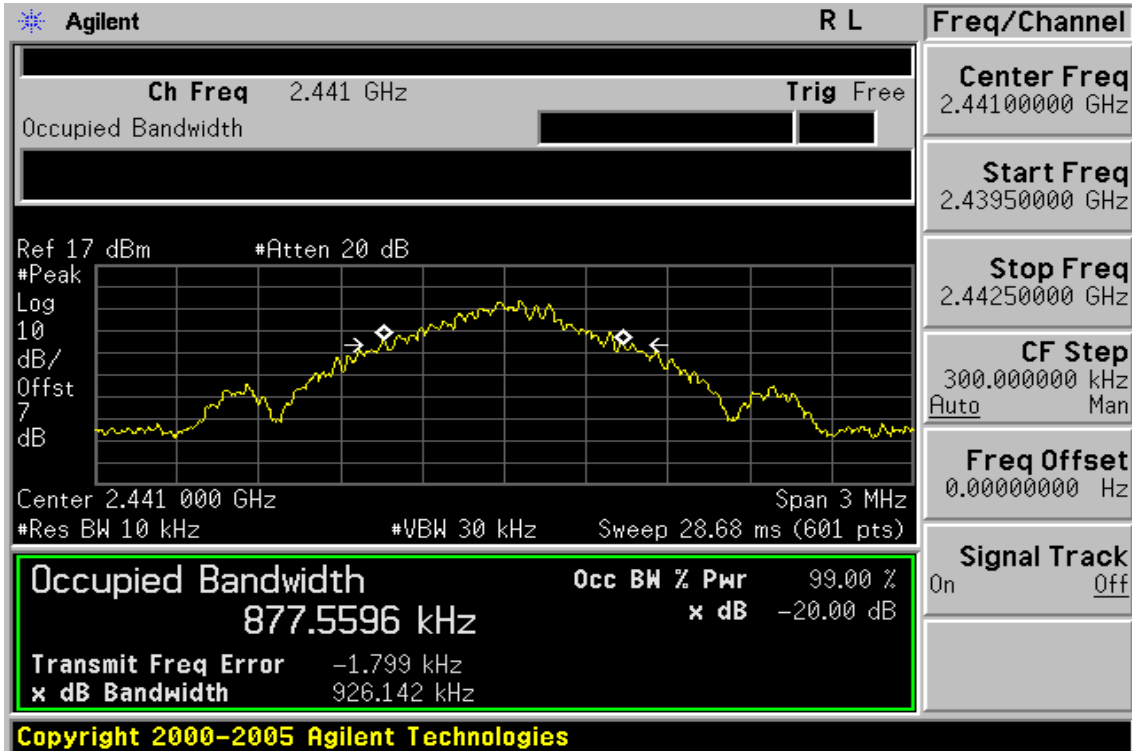 Agilent R L
Ch Freq 2.441 GHz Trig Free
Occupied Bandwidth
Ref 17 dBm #Atten 20 dB
#Peak
Log
10
dB/
Offst
7
dB
Center 2.441 000 GHz Span 3 MHz
#Res BW 10 kHz #VBW 30 kHz Sweep 28.68 ms (601 pts)
Occupied Bandwidth
877.5596 kHz
Occ BW % Pwr 99.00 %
x dB -20.00 dB
Transmit Freq Error -1.799 kHz
x dB Bandwidth 926.142 kHz
Copyright 2000-2005 Agilent Technologies
Freq/Channel
Center Freq
2.44100000 GHz
Start Freq
2.43950000 GHz
Stop Freq
2.44250000 GHz
CF Step
300.000000 kHz
Auto Man
Freq Offset
0.00000000 Hz
Signal Track
On Off